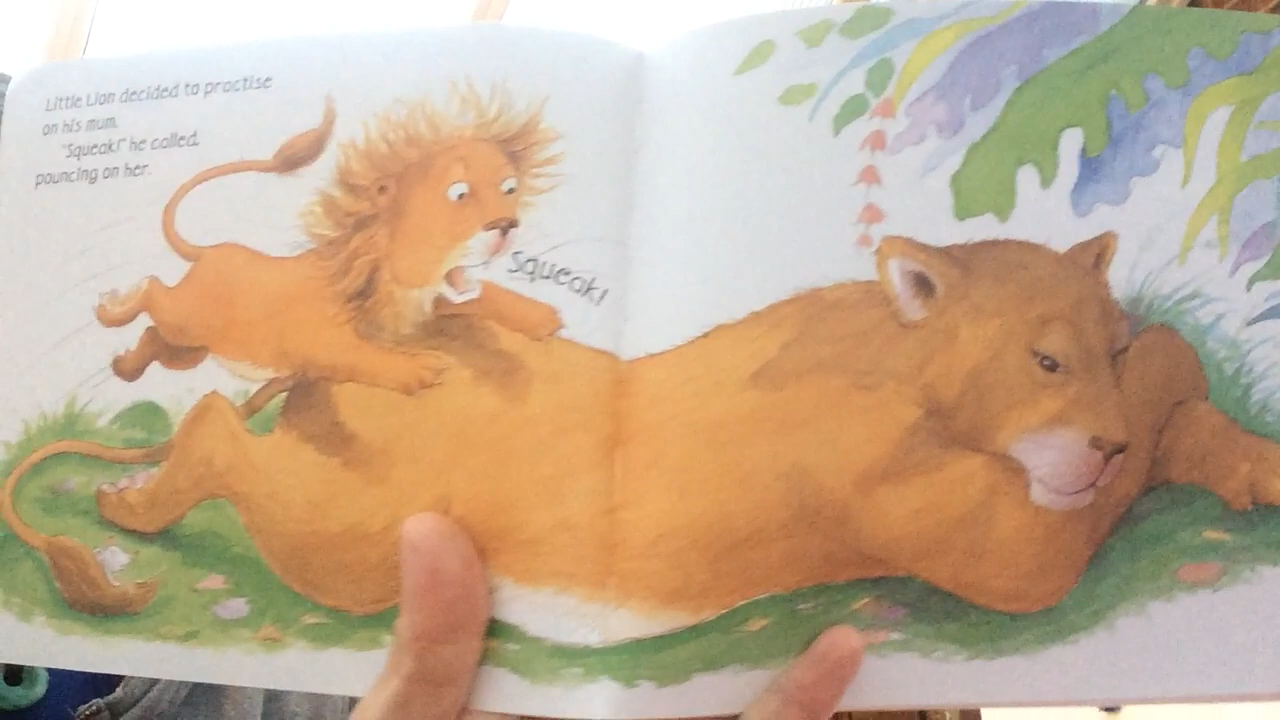 Little Lion decided to practise
on his mum.
"Squeak!" he called,
pouncing on her.
Squeak!